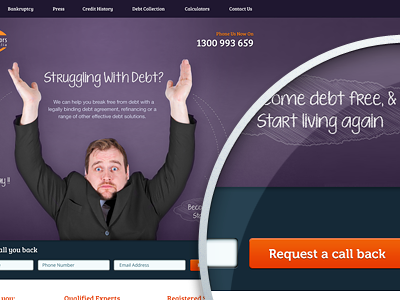 Bankruptcy Press Credit History Debt Collection Calculators Contact Us
Phone Us Now On
1300 993 659
Struggling With Debt?
We can help you break free from debt with a
legally binding debt agreement, refinancing or a
range of other effective debt solutions.
come debt free, &
Start living again
Beco
Sta
all you back
Phone Number
Email Address
Request a call back
s you:
Qualified Experts
Registered